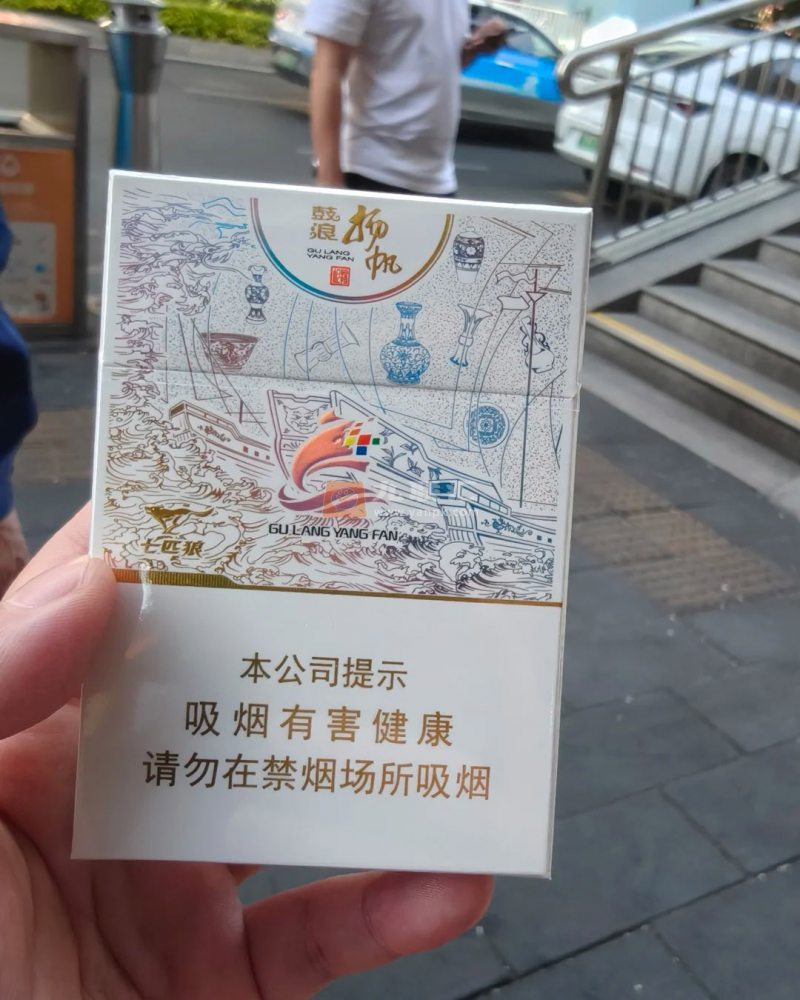 鼓浪
扬帆
GU LANG
YANG FAN
GU LANG YANG FAN
七匹狼
本公司提示
吸烟有害健康
请勿在禁烟场所吸烟